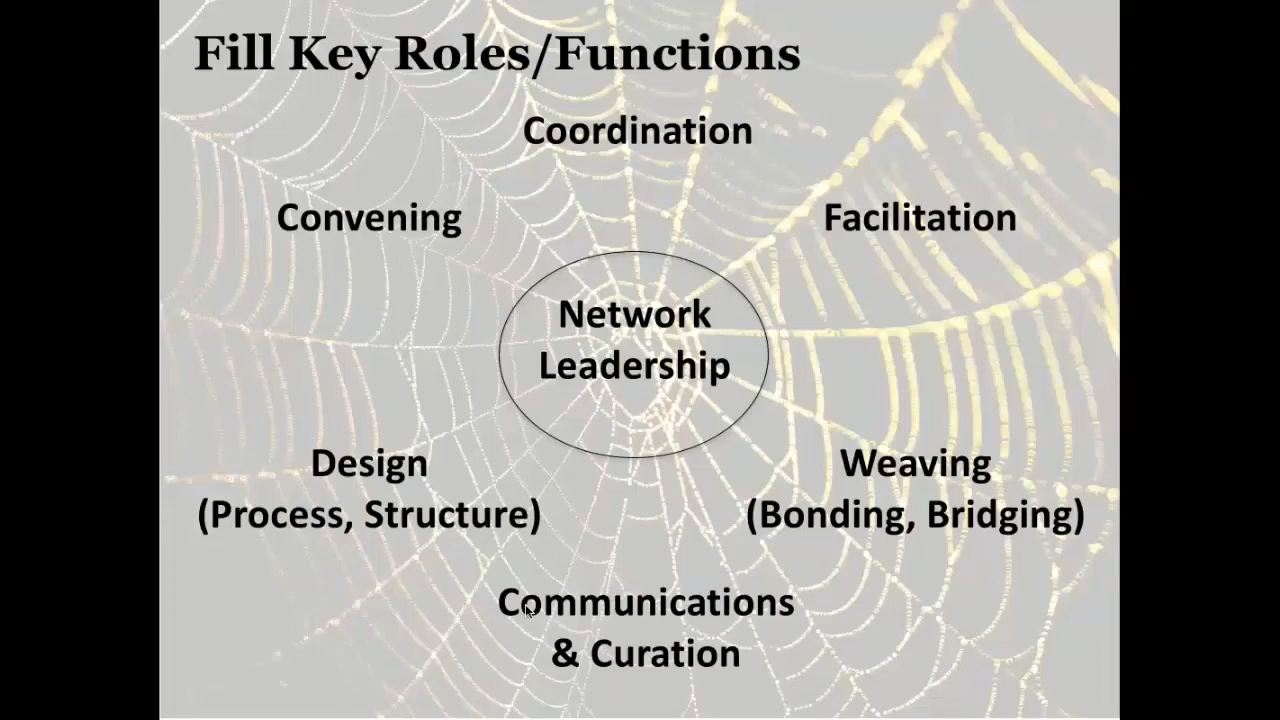 Fill Key Roles/Functions
Coordination
Convening
Facilitation
Network
Leadership
Design
(Process, Structure)
Weaving
(Bonding, Bridging)
Communications
& Curation